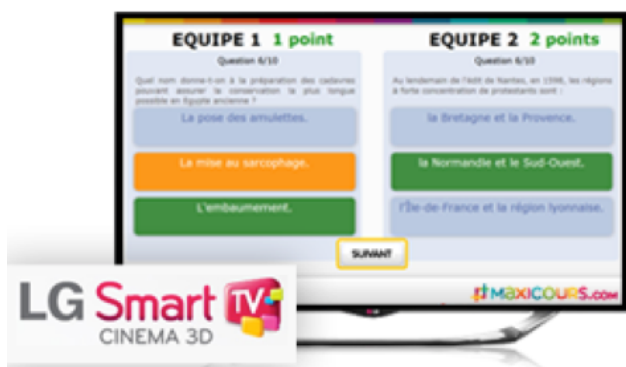 EQUIPE 1 1 point
Question 6/10
Quel nom donne-t-on à la préparation des cadavres
pouvant assurer la conservation la plus longue
possible en Egypte ancienne ?
La pose des amulettes.
La mise au sarcophage.
L'embaumement.
EQUIPE 2 2 points
Question 6/10
Au lendemain de l'édit de Nantes, en 1598, les régions
à forte concentration de protestants sont :
la Bretagne et la Provence.
la Normandie et le Sud-Ouest.
l'Île-de-France et la région lyonnaise.
SUIVANT
MAXICOURS.COM
LG Smart TV
CINEMA 3D